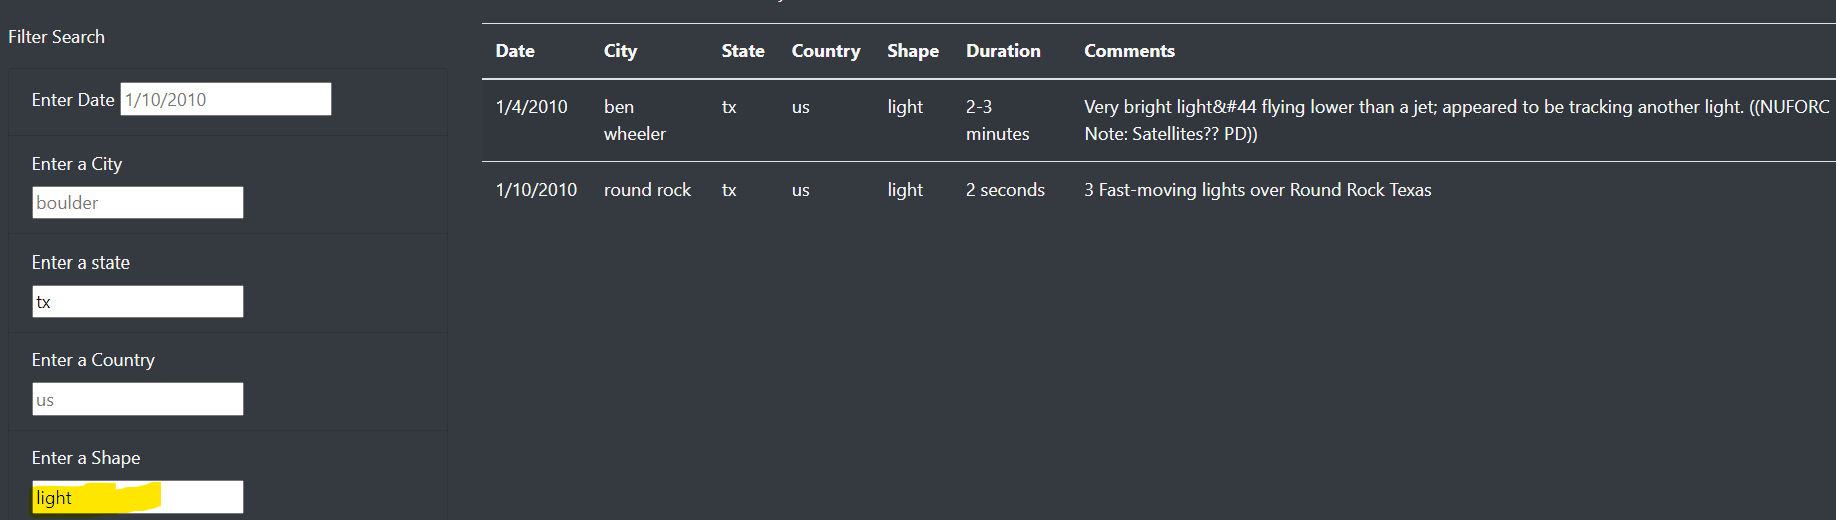 Filter Search
Enter Date 1/10/2010
Enter a City
boulder
Enter a state
tx
Enter a Country
us
Enter a Shape
light
Date City State Country Shape Duration Comments
1/4/2010 ben tx us light 2-3 Very bright light&#44 flying lower than a jet; appeared to be tracking another light. ((NUFORC
wheeler minutes Note: Satellites?? PD))
1/10/2010 round rock tx us light 2 seconds 3 Fast-moving lights over Round Rock Texas